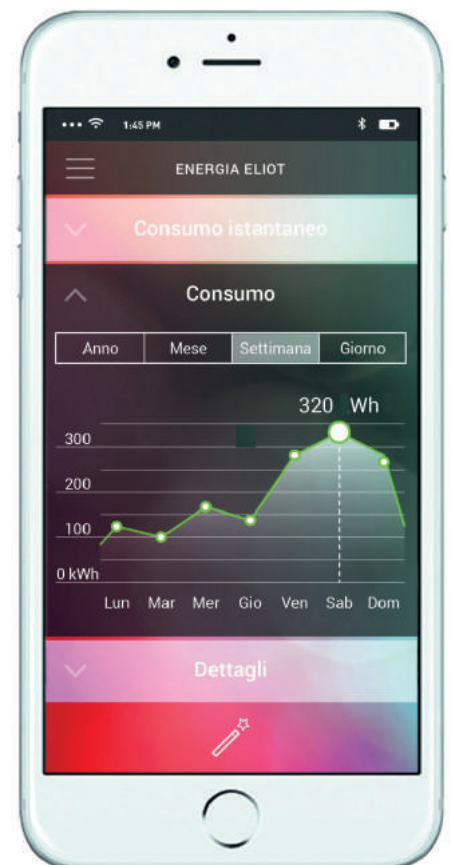 1:45 PM
ENERGIA ELIOT
Consumo istantaneo
Consumo
Anno Mese Settimana Giorno
320 Wh
300
200
100
0 kWh
Lun Mar Mer Gio Ven Sab Dom
Dettagli